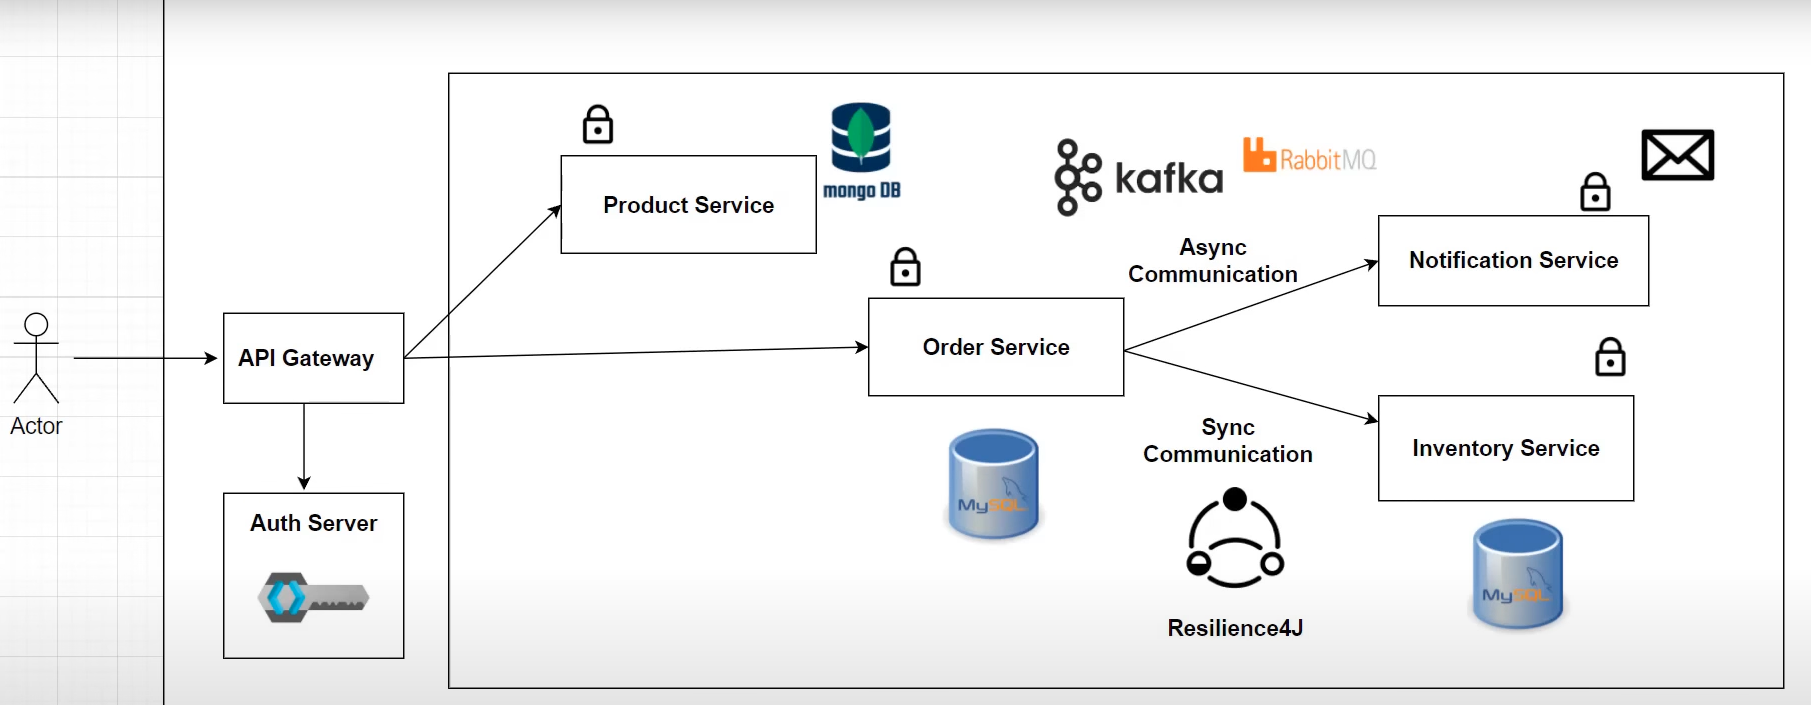 mongo DB
Product Service
kafka
RabbitMQ
Async
Communication
Notification Service
Order Service
API Gateway
Actor
Sync
Communication
Inventory Service
MySQL
Auth Server
MySQL
Resilience4J